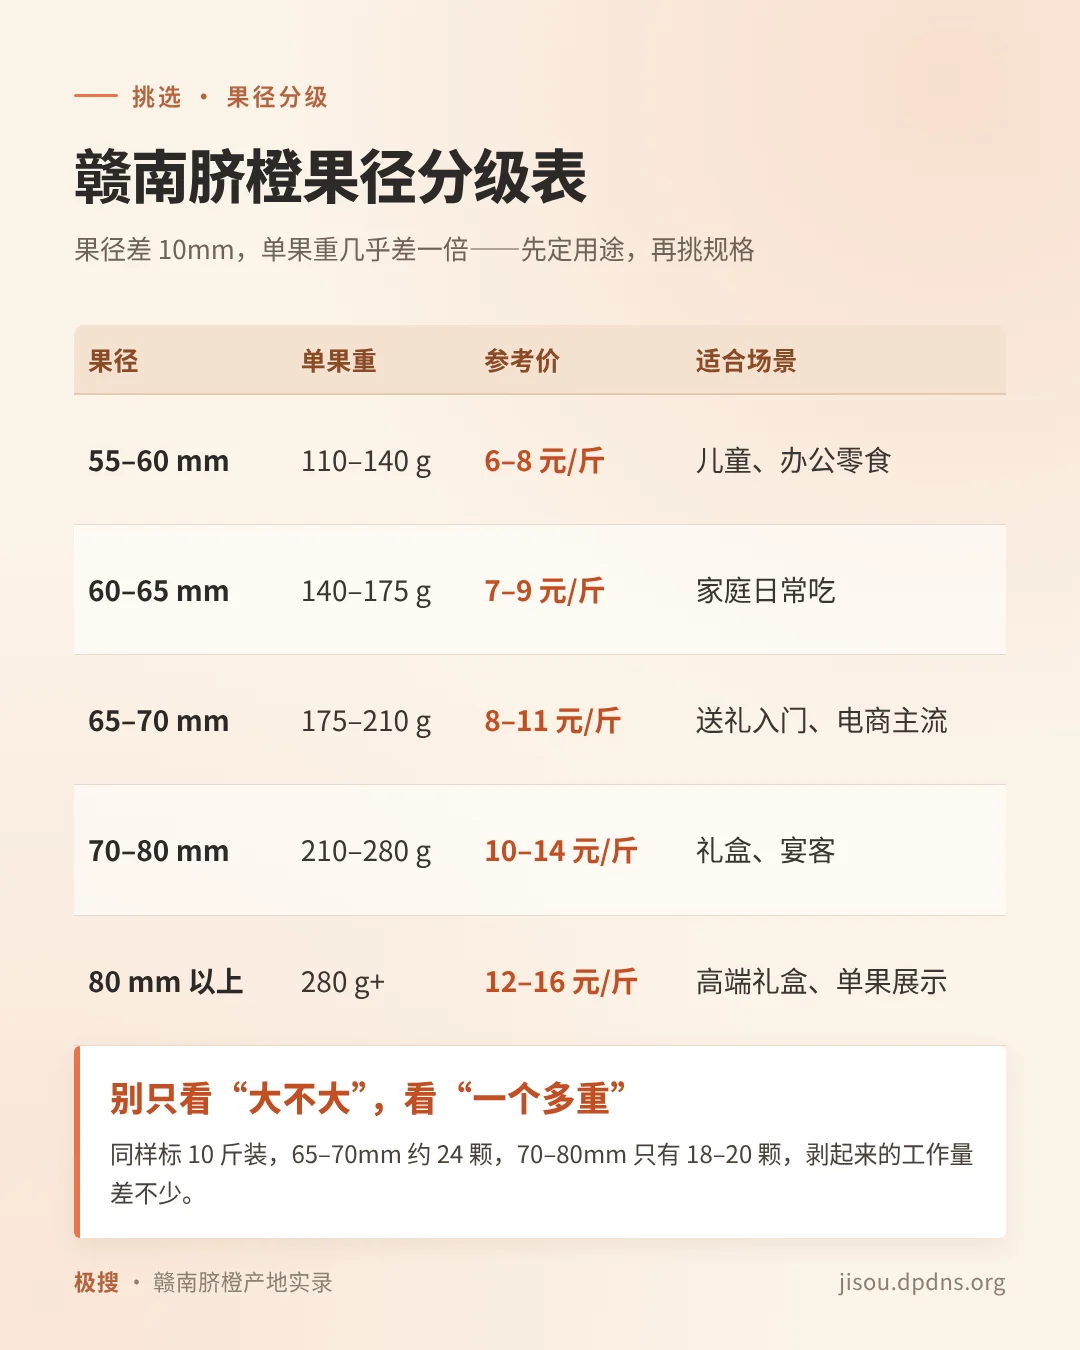 挑选 · 果径分级
赣南脐橙果径分级表
果径差 10mm，单果重几乎差一倍——先定用途，再挑规格
果径 单果重 参考价 适合场景
55–60 mm 110–140 g 6–8 元/斤 儿童、办公零食
60–65 mm 140–175 g 7–9 元/斤 家庭日常吃
65–70 mm 175–210 g 8–11 元/斤 送礼入门、电商主流
70–80 mm 210–280 g 10–14 元/斤 礼盒、宴客
80 mm 以上 280 g+ 12–16 元/斤 高端礼盒、单果展示
别只看“大不大”，看“一个多重”
同样标 10 斤装，65–70mm 约 24 颗，70–80mm 只有 18–20 颗，剥起来的工作量
差不少。
极搜 · 赣南脐橙产地实录 jisou.dpdns.org